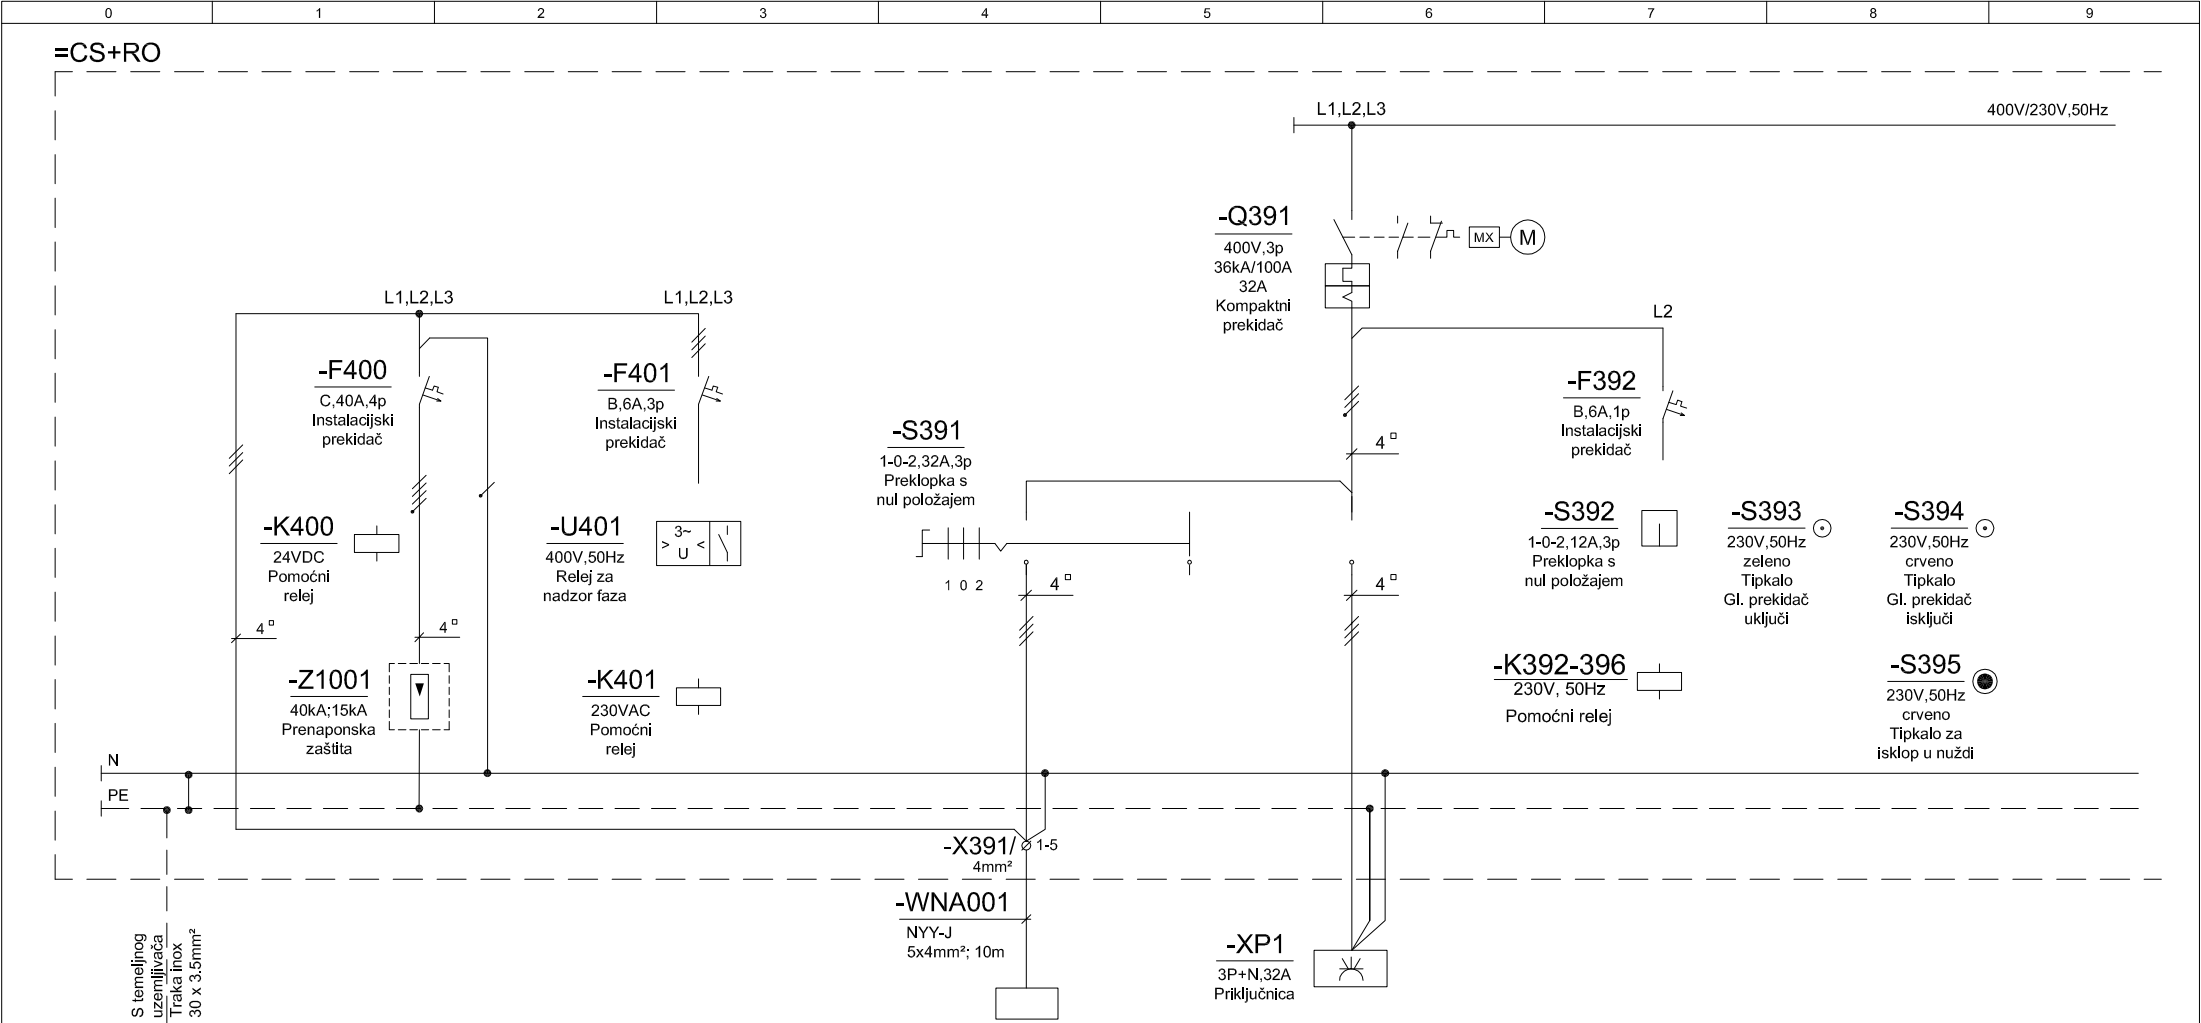 0 1 2 3 4 5 6 7 8 9
=CS+RO
L1,L2,L3
400V/230V,50Hz
-Q391
400V,3p
36kA/100A
32A
Kompaktni
prekidač
MX
M
L1,L2,L3
L1,L2,L3
L2
-F400
C,40A,4p
Instalacijski
prekidač
-F401
B,6A,3p
Instalacijski
prekidač
-F392
B,6A,1p
Instalacijski
prekidač
-S391
1-0-2,32A,3p
Preklopka s
nul položajem
1 0 2
4
4
4
-K400
24VDC
Pomoćni
relej
-U401
400V,50Hz
Relej za
nadzor faza
3~
> U <
-S392
1-0-2,12A,3p
Preklopka s
nul položajem
-S393
230V,50Hz
zeleno
Tipkalo
Gl. prekidač
uključi
-S394
230V,50Hz
crveno
Tipkalo
Gl. prekidač
isključi
4
4
-Z1001
40kA;15kA
Prenaponska
zaštita
-K401
230VAC
Pomoćni
relej
-K392-396
230V, 50Hz
Pomoćni relej
-S395
230V,50Hz
crveno
Tipkalo za
isklop u nuždi
N
PE
-X391/ 1-5
4mm²
-WNA001
NYY-J
5x4mm²; 10m
-XP1
3P+N,32A
Priključnica
S temeljnog
uzemljivača
Traka inox
30 x 3.5mm²